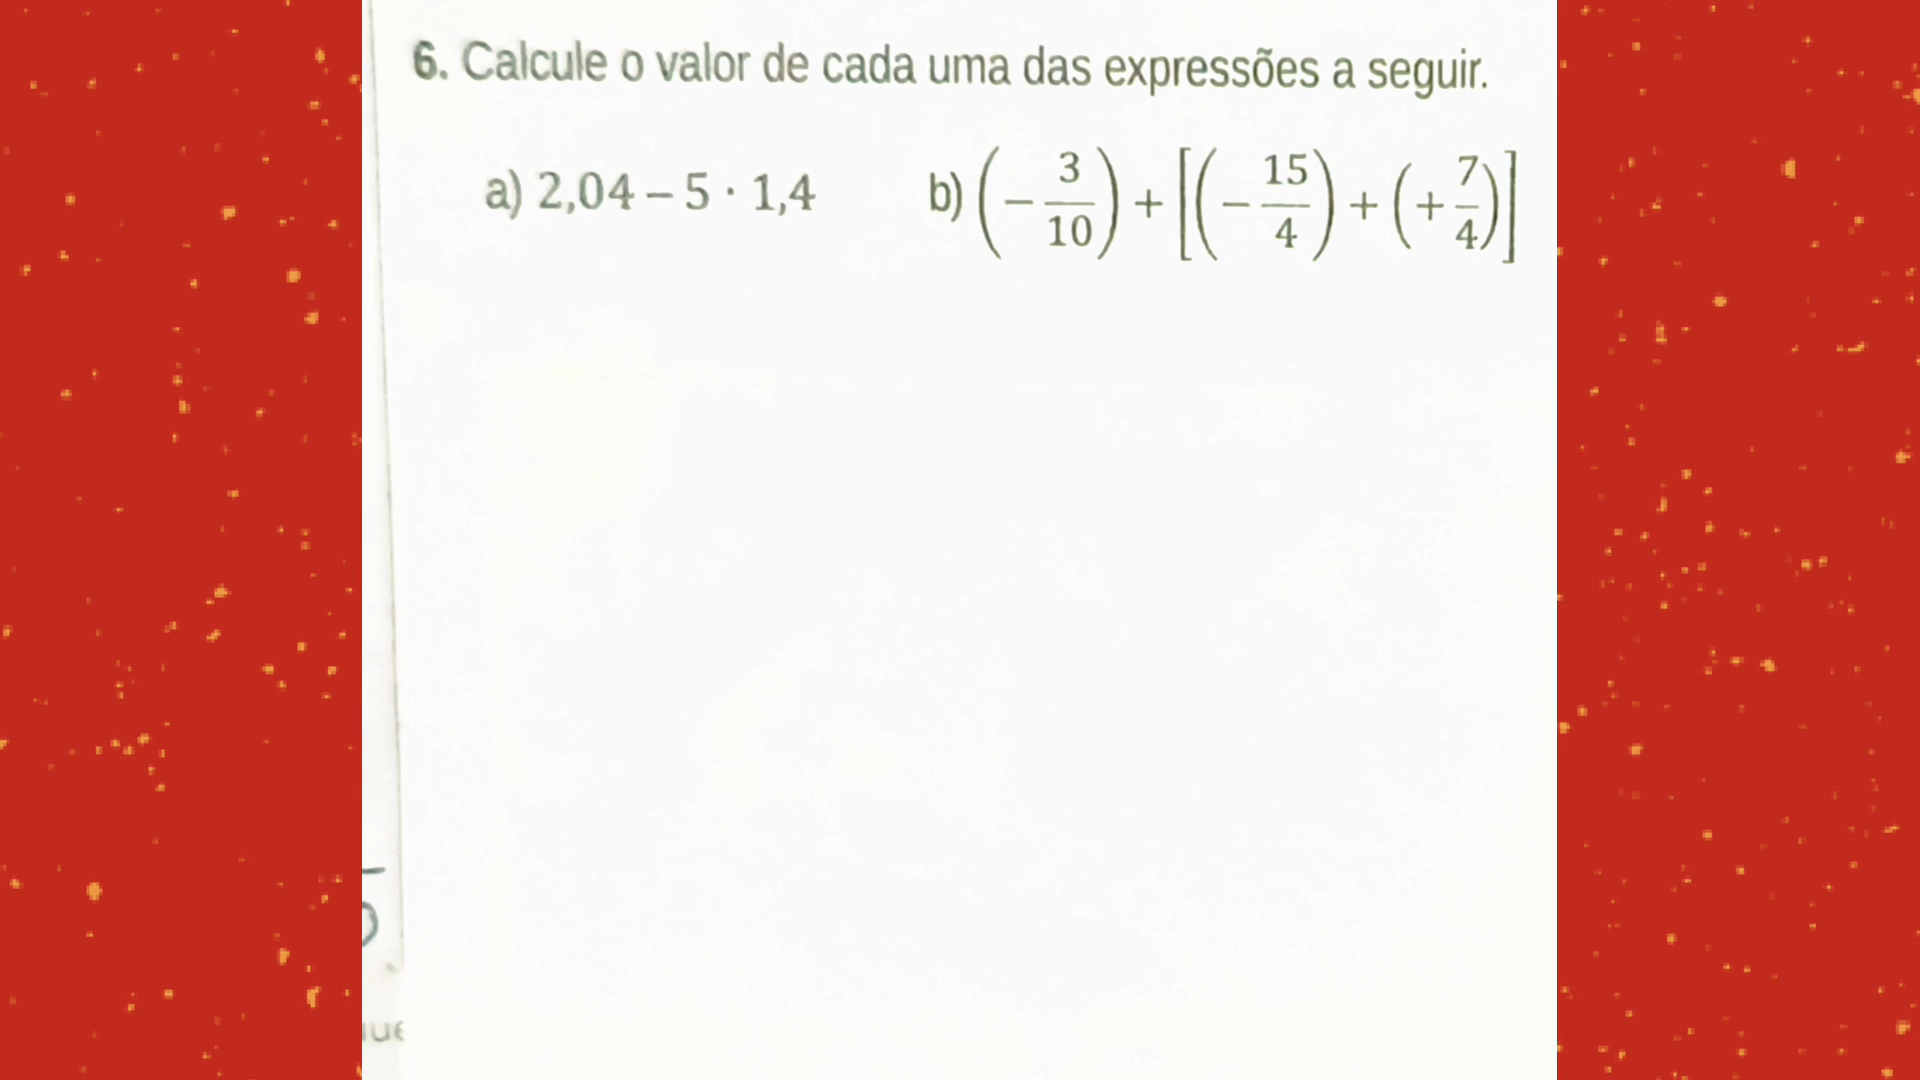 6. Calcule o valor de cada uma das expressões a seguir.
a) 2,04 – 5 · 1,4
b) (− 3/10) + [(− 15/4) + (+ 7/4)]